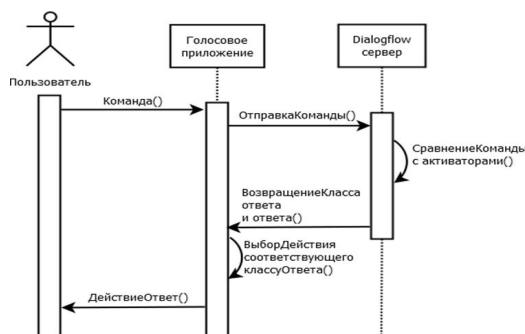 Голосовое
приложение
Dialogflow
сервер
Пользователь
Команда()
ОтправкаКоманды()
СравнениеКоманды
с активаторами()
ВозвращениеКласса
ответа
и ответа()
ВыборДействия
соответствующего
классуОтвета()
ДействиеОтвет()